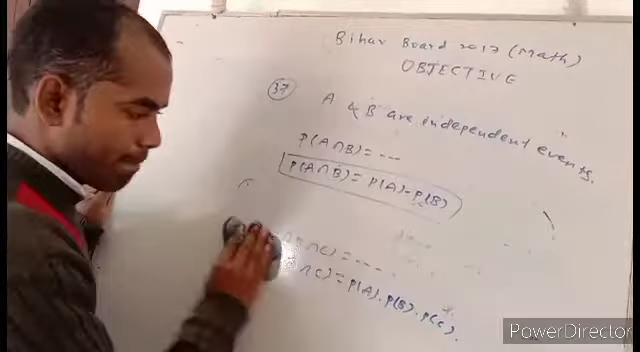 Bihar Board 2017 (Math)
OBJECTIVE
37 A & B are independent events.
P(A∩B) = ---
P(A∩B) = P(A)·P(B)
∩C) = ---
∩C) = P(A)·P(B)·P(C).
PowerDirector